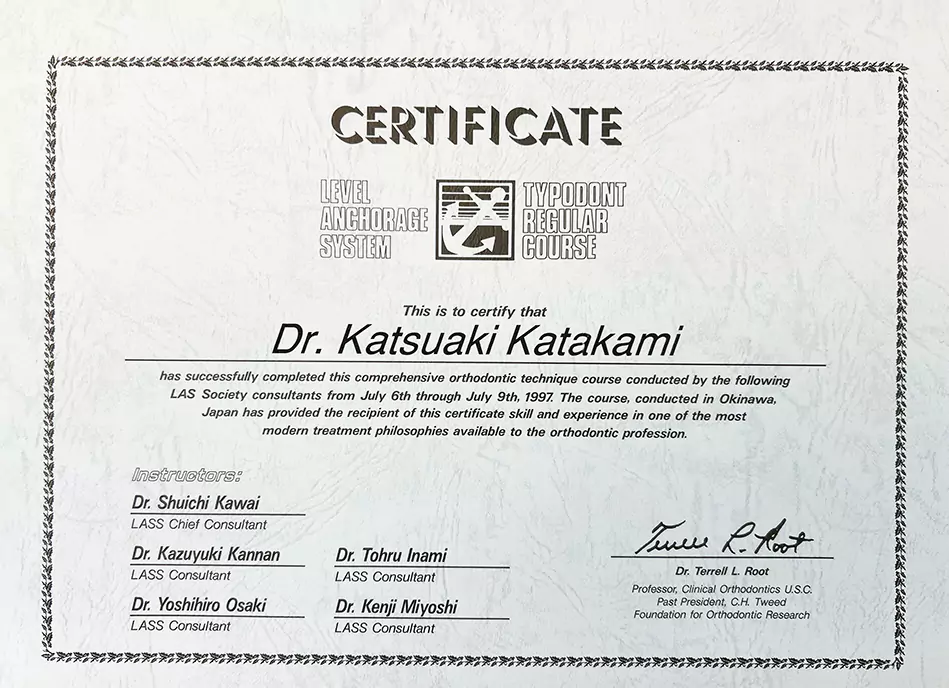 CERTIFICATE
LEVEL
ANCHORAGE
SYSTEM
TYPODONT
REGULAR
COURSE
This is to certify that
Dr. Katsuaki Katakami
has successfully completed this comprehensive orthodontic technique course conducted by the following
LAS Society consultants from July 6th through July 9th, 1997. The course, conducted in Okinawa,
Japan has provided the recipient of this certificate skill and experience in one of the most
modern treatment philosophies available to the orthodontic profession.
Instructors:
Dr. Shuichi Kawai
LASS Chief Consultant
Dr. Kazuyuki Kannan
LASS Consultant
Dr. Yoshihiro Osaki
LASS Consultant
Dr. Tohru Inami
LASS Consultant
Dr. Kenji Miyoshi
LASS Consultant
Terrell L. Root
Dr. Terrell L. Root
Professor, Clinical Orthodontics U.S.C.
Past President, C.H. Tweed
Foundation for Orthodontic Research